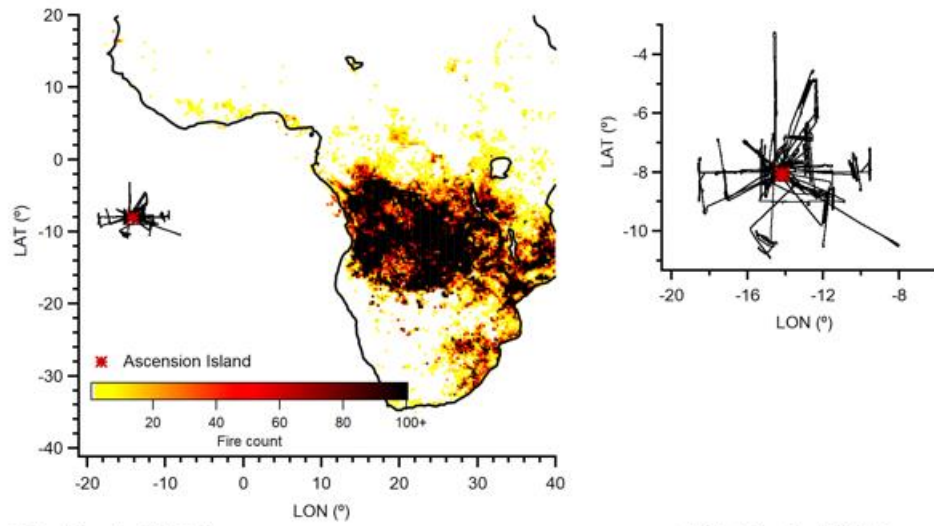 20
10
0
-10
-20
-30
-40
LAT (º)
Ascension Island
20 40 60 80 100+
Fire count
-20 -10 0 10 20 30 40
LON (º)
-4
-6
-8
-10
LAT (º)
-20 -16 -12 -8
LON (º)